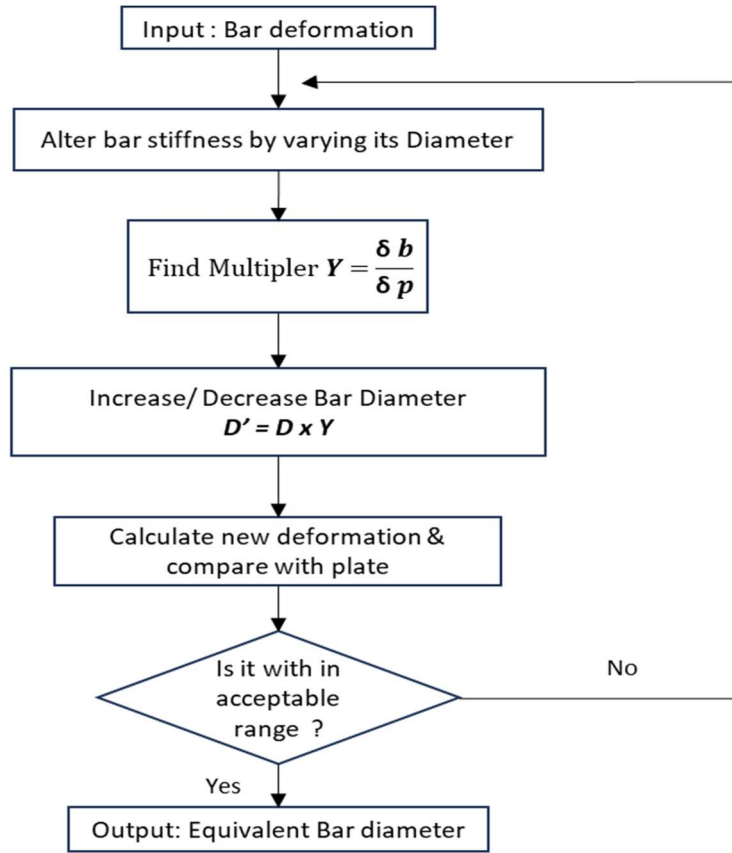 Input : Bar deformation
Alter bar stiffness by varying its Diameter
Find Multipler Y = δ b / δ p
Increase/ Decrease Bar Diameter
D’ = D x Y
Calculate new deformation &
compare with plate
Is it with in
acceptable
range ?
No
Yes
Output: Equivalent Bar diameter